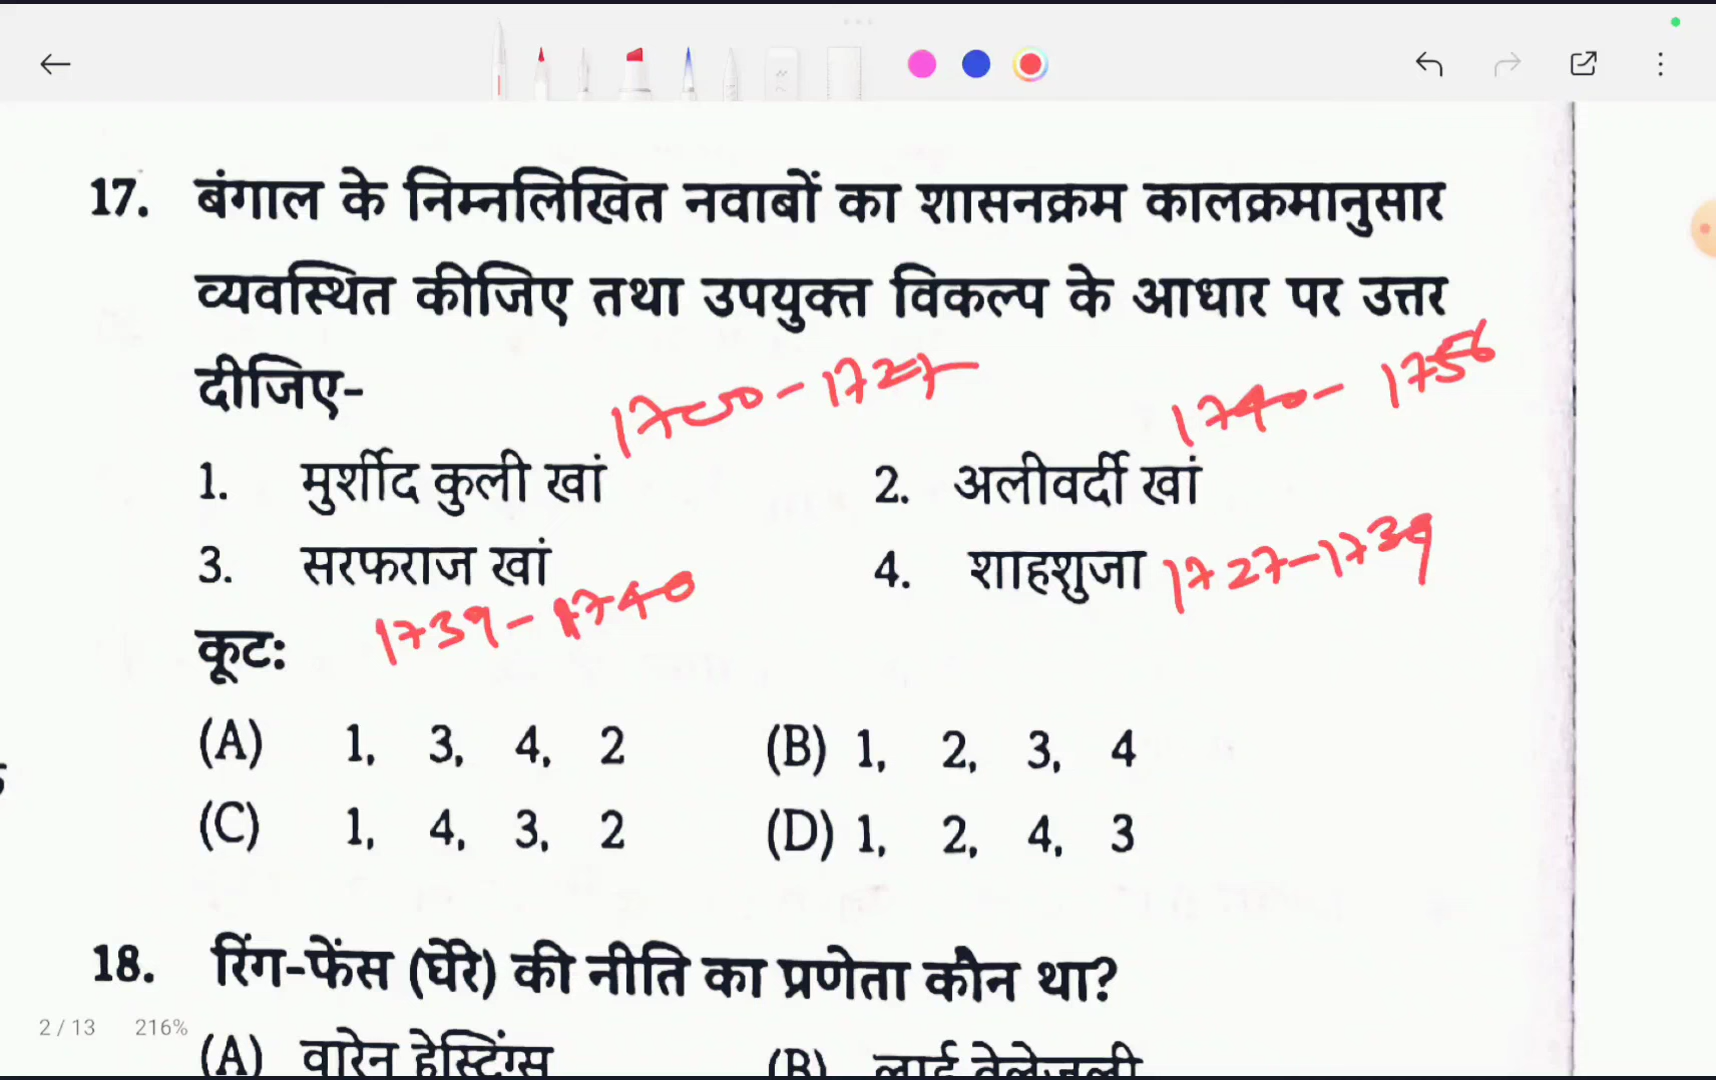 17. बंगाल के निम्नलिखित नवाबों का शासनक्रम कालक्रमानुसार
व्यवस्थित कीजिए तथा उपयुक्त विकल्प के आधार पर उत्तर
दीजिए-
1700-1727 1740-1756
1. मुर्शीद कुली खां 2. अलीवर्दी खां
3. सरफराज खां 4. शाहशुजा 1727-1739
1739-1740
कूटः
(A) 1, 3, 4, 2 (B) 1, 2, 3, 4
(C) 1, 4, 3, 2 (D) 1, 2, 4, 3
18. रिंग-फेंस (घेरे) की नीति का प्रणेता कौन था?
2/13 216%
(A) वारेन हेस्टिंग्स (B) लार्ड वेलेजली